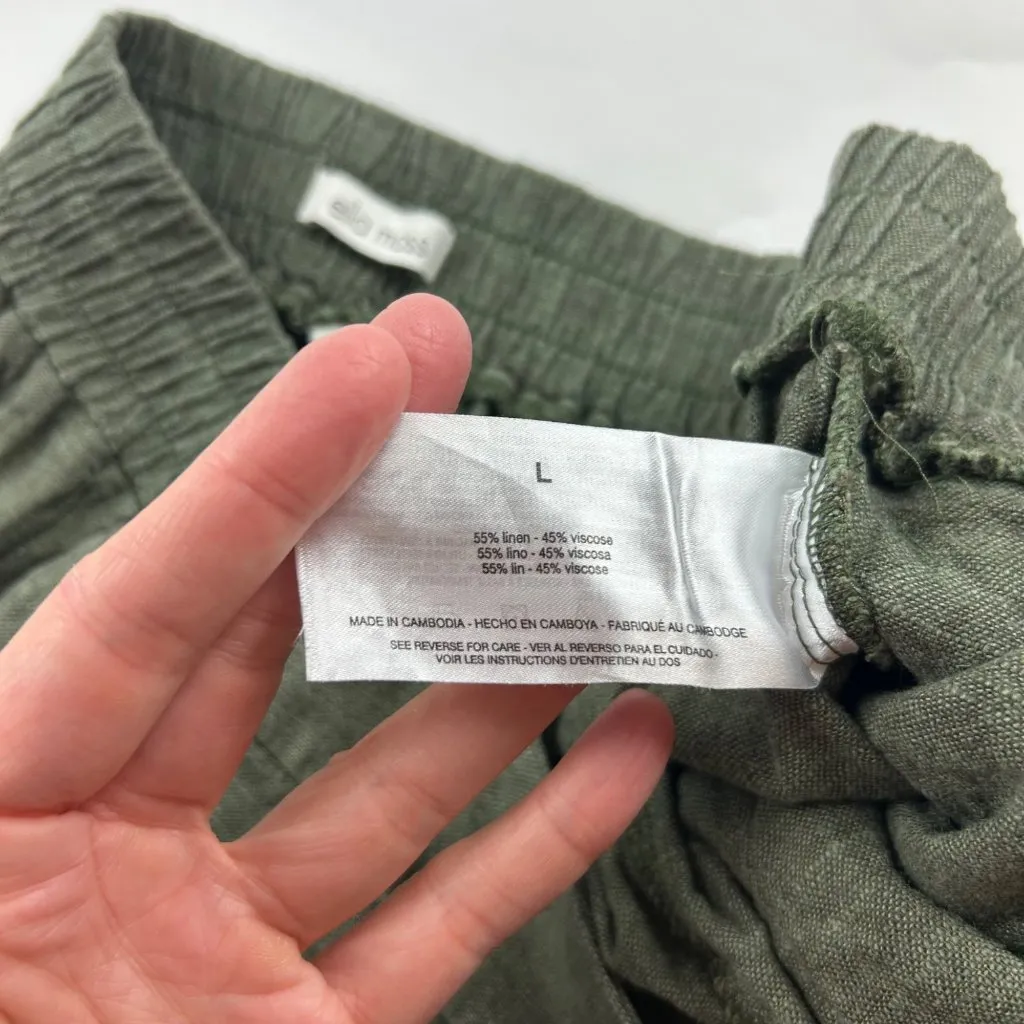 ella moss
L
55% linen - 45% viscose
55% lino - 45% viscosa
55% lin - 45% viscose
MADE IN CAMBODIA - HECHO EN CAMBOYA - FABRIQUÉ AU CAMBODGE
SEE REVERSE FOR CARE - VER AL REVERSO PARA EL CUIDADO -
VOIR LES INSTRUCTIONS D'ENTRETIEN AU DOS